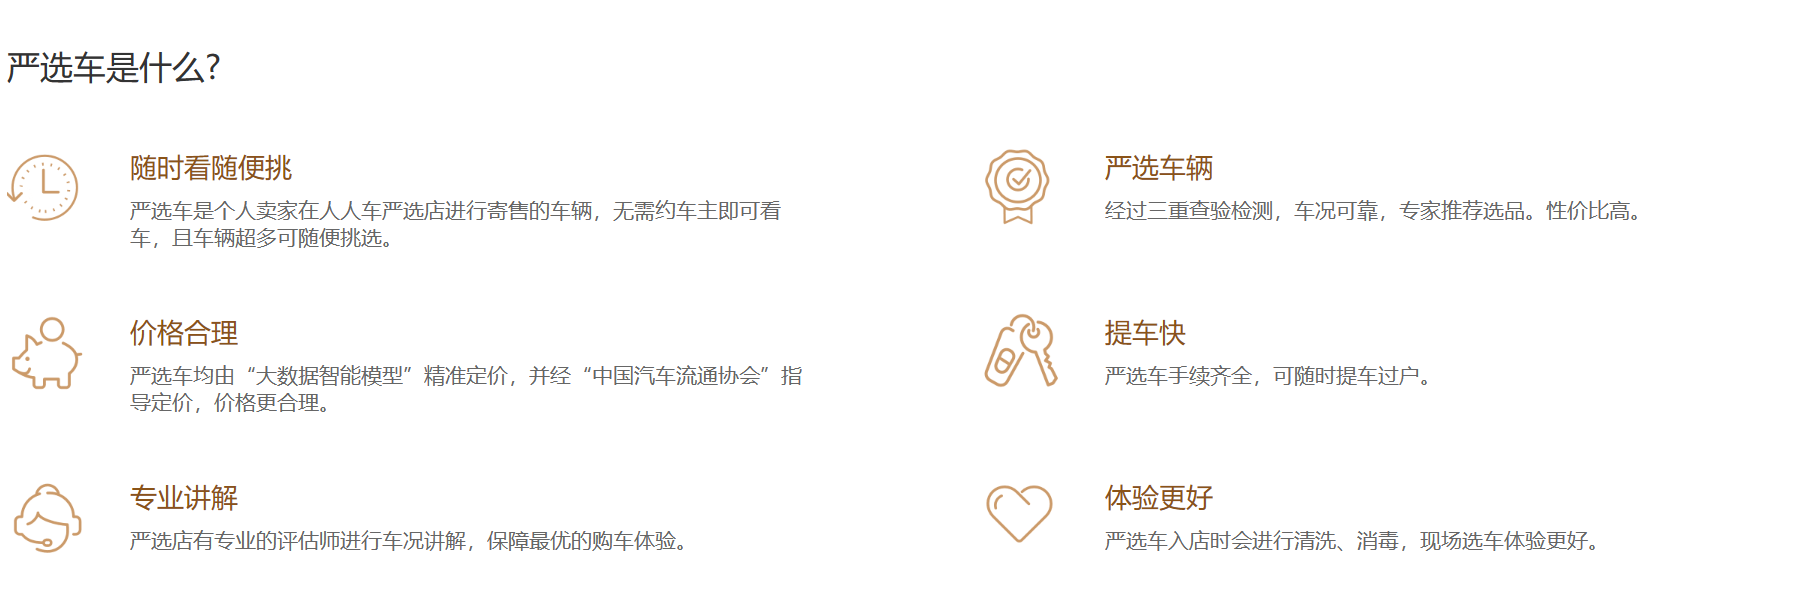 严选车是什么?
随时看随便挑
严选车是个人卖家在人人车严选店进行寄售的车辆，无需约车主即可看
车，且车辆超多可随便挑选。
严选车辆
经过三重查验检测，车况可靠，专家推荐选品。性价比高。
价格合理
严选车均由“大数据智能模型”精准定价，并经“中国汽车流通协会”指
导定价，价格更合理。
提车快
严选车手续齐全，可随时提车过户。
专业讲解
严选店有专业的评估师进行车况讲解，保障最优的购车体验。
体验更好
严选车入店时会进行清洗、消毒，现场选车体验更好。